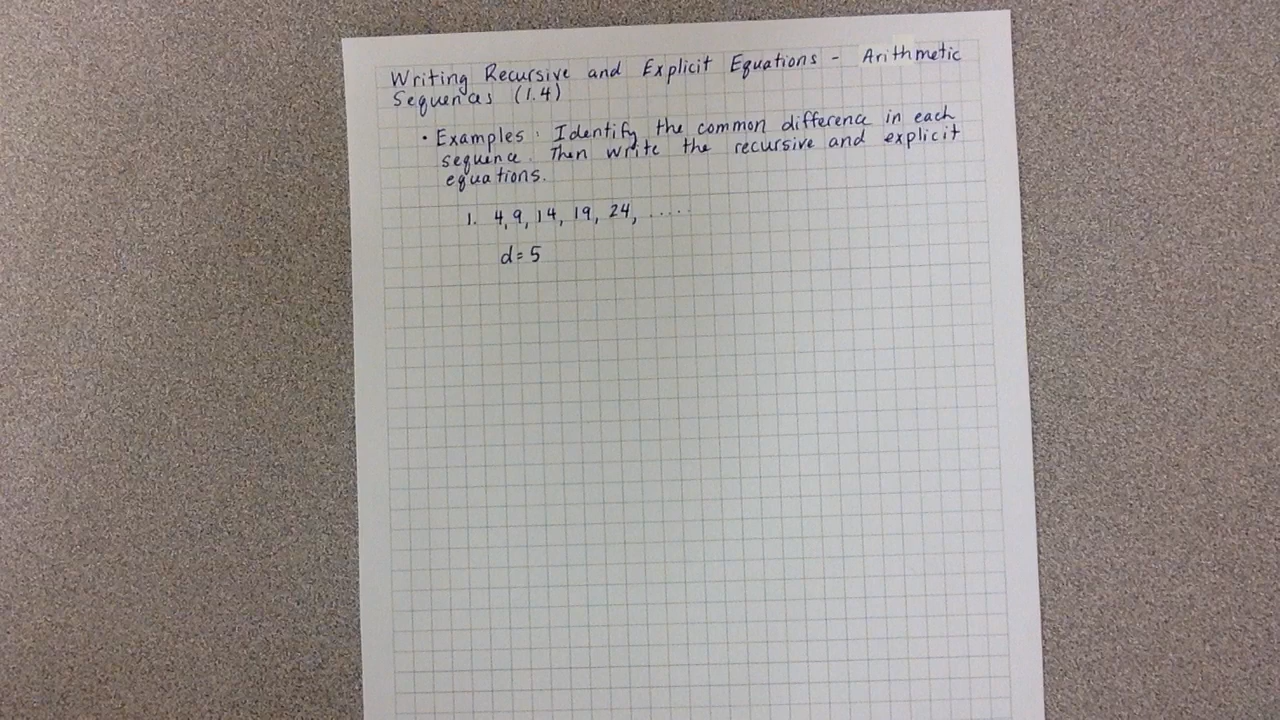 Writing Recursive and Explicit Equations - Arithmetic
Sequences (1.4)
• Examples: Identify the common difference in each
sequence. Then write the recursive and explicit
equations.
1. 4, 9, 14, 19, 24, .....
d = 5